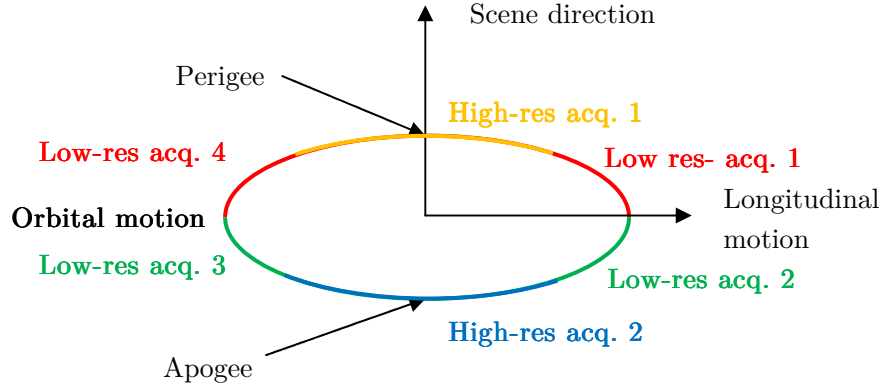 Scene direction
Perigee
High-res acq. 1
Low-res acq. 4
Low res- acq. 1
Longitudinal
motion
Orbital motion
Low-res acq. 3
Low-res acq. 2
High-res acq. 2
Apogee